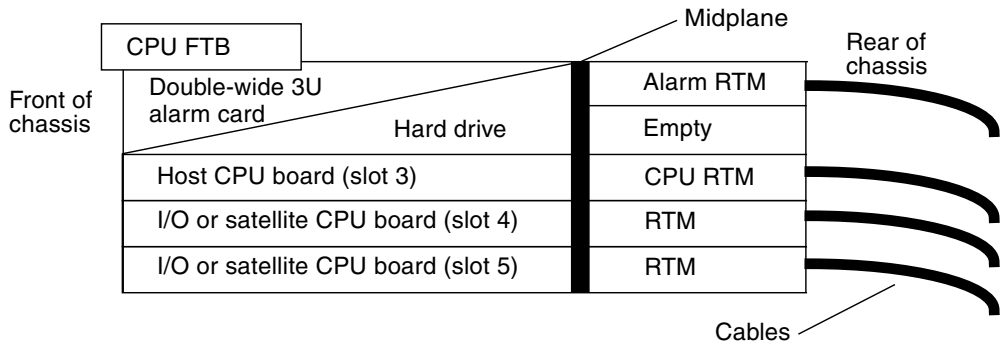 Midplane
CPU FTB
Rear of
chassis
Front of
chassis
Double-wide 3U
alarm card
Hard drive
Alarm RTM
Empty
Host CPU board (slot 3)
CPU RTM
I/O or satellite CPU board (slot 4)
RTM
I/O or satellite CPU board (slot 5)
RTM
Cables